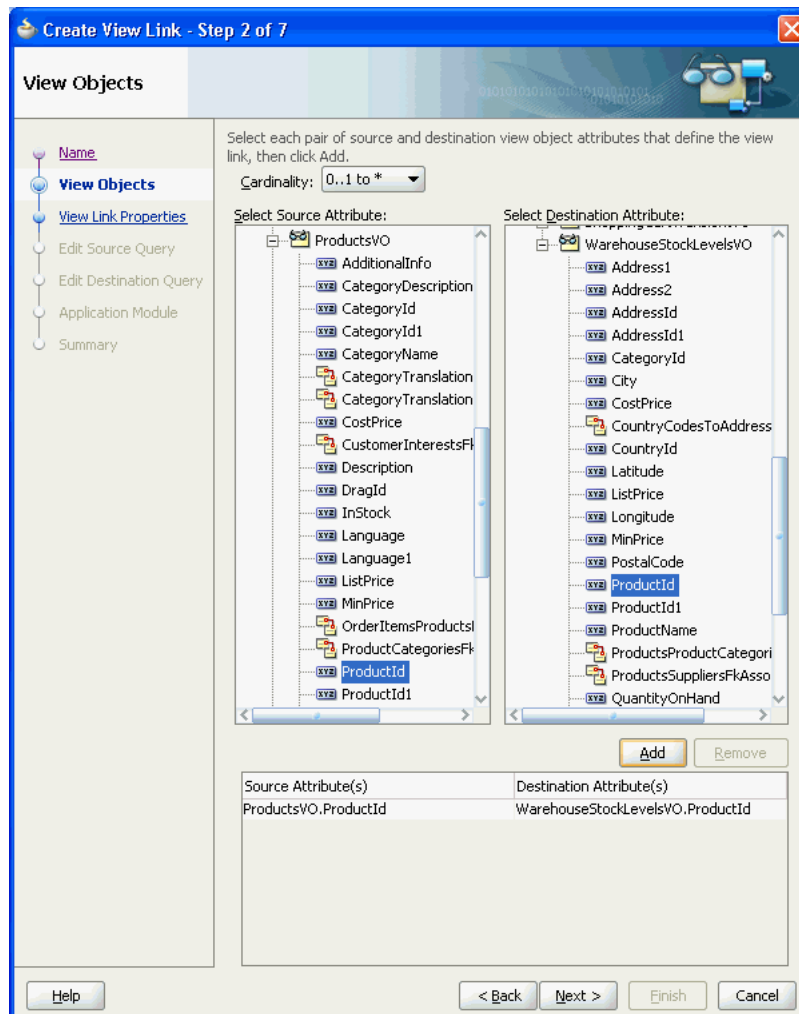 Create View Link - Step 2 of 7
View Objects
Name
View Objects
View Link Properties
Edit Source Query
Edit Destination Query
Application Module
Summary
Select each pair of source and destination view object attributes that define the view
link, then click Add.
Cardinality: 0..1 to *
Select Source Attribute:
ProductsVO
AdditionalInfo
CategoryDescription
CategoryId
CategoryId1
CategoryName
CategoryTranslation
CategoryTranslation
CostPrice
CustomerInterestsFk
Description
DragId
InStock
Language
Language1
ListPrice
MinPrice
OrderItemsProductsI
ProductCategoriesFk
ProductId
ProductId1
Select Destination Attribute:
WarehouseStockLevelsVO
Address1
Address2
AddressId
AddressId1
CategoryId
City
CostPrice
CountryCodesToAddress
CountryId
Latitude
ListPrice
Longitude
MinPrice
PostalCode
ProductId
ProductId1
ProductName
ProductsProductCategori
ProductsSuppliersFkAsso
QuantityOnHand
Add Remove
Source Attribute(s) Destination Attribute(s)
ProductsVO.ProductId WarehouseStockLevelsVO.ProductId
Help < Back Next > Finish Cancel